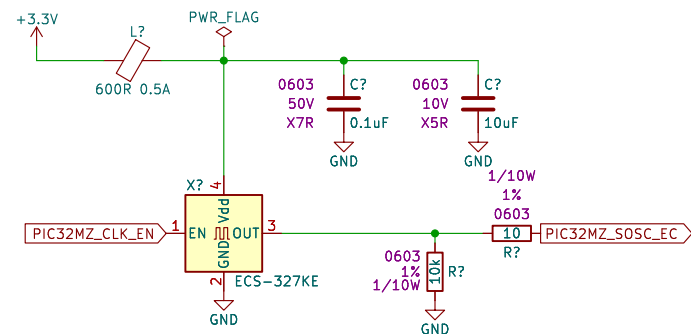 +3.3V
PWR_FLAG
L?
600R 0.5A
0603
50V
X7R
C?
0.1uF
GND
0603
10V
X5R
C?
10uF
GND
X?
4
Vdd
PIC32MZ_CLK_EN
1
EN
GND
OUT
3
2
ECS-327KE
GND
1/10W
1%
0603
10
R?
PIC32MZ_SOSC_EC
0603
1%
1/10W
10k
R?
GND